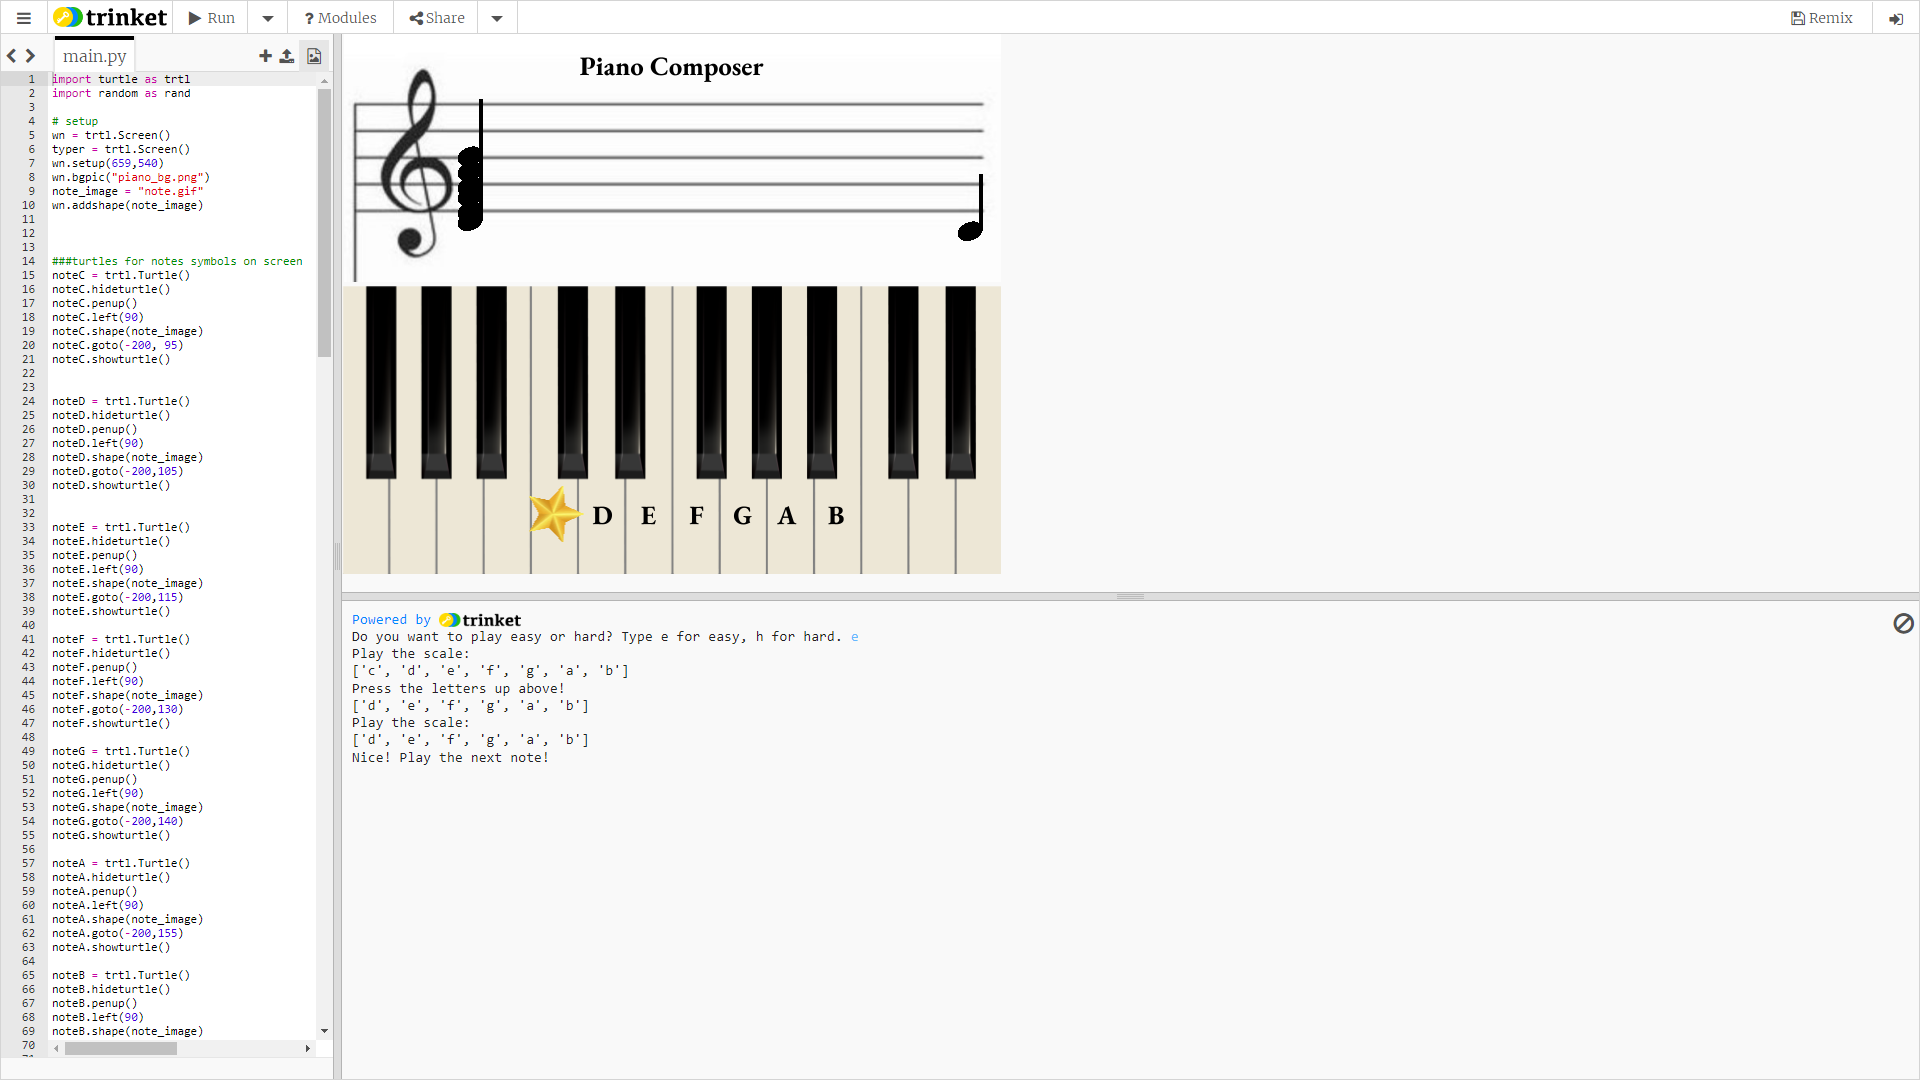 trinket
Run
? Modules
Share
Remix
main.py
1 import turtle as trtl
2 import random as rand
3
4 # setup
5 wn = trtl.Screen()
6 typer = trtl.Screen()
7 wn.setup(659,540)
8 wn.bgpic("piano_bg.png")
9 note_image = "note.gif"
10 wn.addshape(note_image)
11
12
13
14 ###turtles for notes symbols on screen
15 noteC = trtl.Turtle()
16 noteC.hideturtle()
17 noteC.penup()
18 noteC.left(90)
19 noteC.shape(note_image)
20 noteC.goto(-200, 95)
21 noteC.showturtle()
22
23
24 noteD = trtl.Turtle()
25 noteD.hideturtle()
26 noteD.penup()
27 noteD.left(90)
28 noteD.shape(note_image)
29 noteD.goto(-200,105)
30 noteD.showturtle()
31
32
33 noteE = trtl.Turtle()
34 noteE.hideturtle()
35 noteE.penup()
36 noteE.left(90)
37 noteE.shape(note_image)
38 noteE.goto(-200,115)
39 noteE.showturtle()
40
41 noteF = trtl.Turtle()
42 noteF.hideturtle()
43 noteF.penup()
44 noteF.left(90)
45 noteF.shape(note_image)
46 noteF.goto(-200,130)
47 noteF.showturtle()
48
49 noteG = trtl.Turtle()
50 noteG.hideturtle()
51 noteG.penup()
52 noteG.left(90)
53 noteG.shape(note_image)
54 noteG.goto(-200,140)
55 noteG.showturtle()
56
57 noteA = trtl.Turtle()
58 noteA.hideturtle()
59 noteA.penup()
60 noteA.left(90)
61 noteA.shape(note_image)
62 noteA.goto(-200,155)
63 noteA.showturtle()
64
65 noteB = trtl.Turtle()
66 noteB.hideturtle()
67 noteB.penup()
68 noteB.left(90)
69 noteB.shape(note_image)
70
Piano Composer
D E F G A B
Powered by trinket
Do you want to play easy or hard? Type e for easy, h for hard. e
Play the scale:
['c', 'd', 'e', 'f', 'g', 'a', 'b']
Press the letters up above!
['d', 'e', 'f', 'g', 'a', 'b']
Play the scale:
['d', 'e', 'f', 'g', 'a', 'b']
Nice! Play the next note!